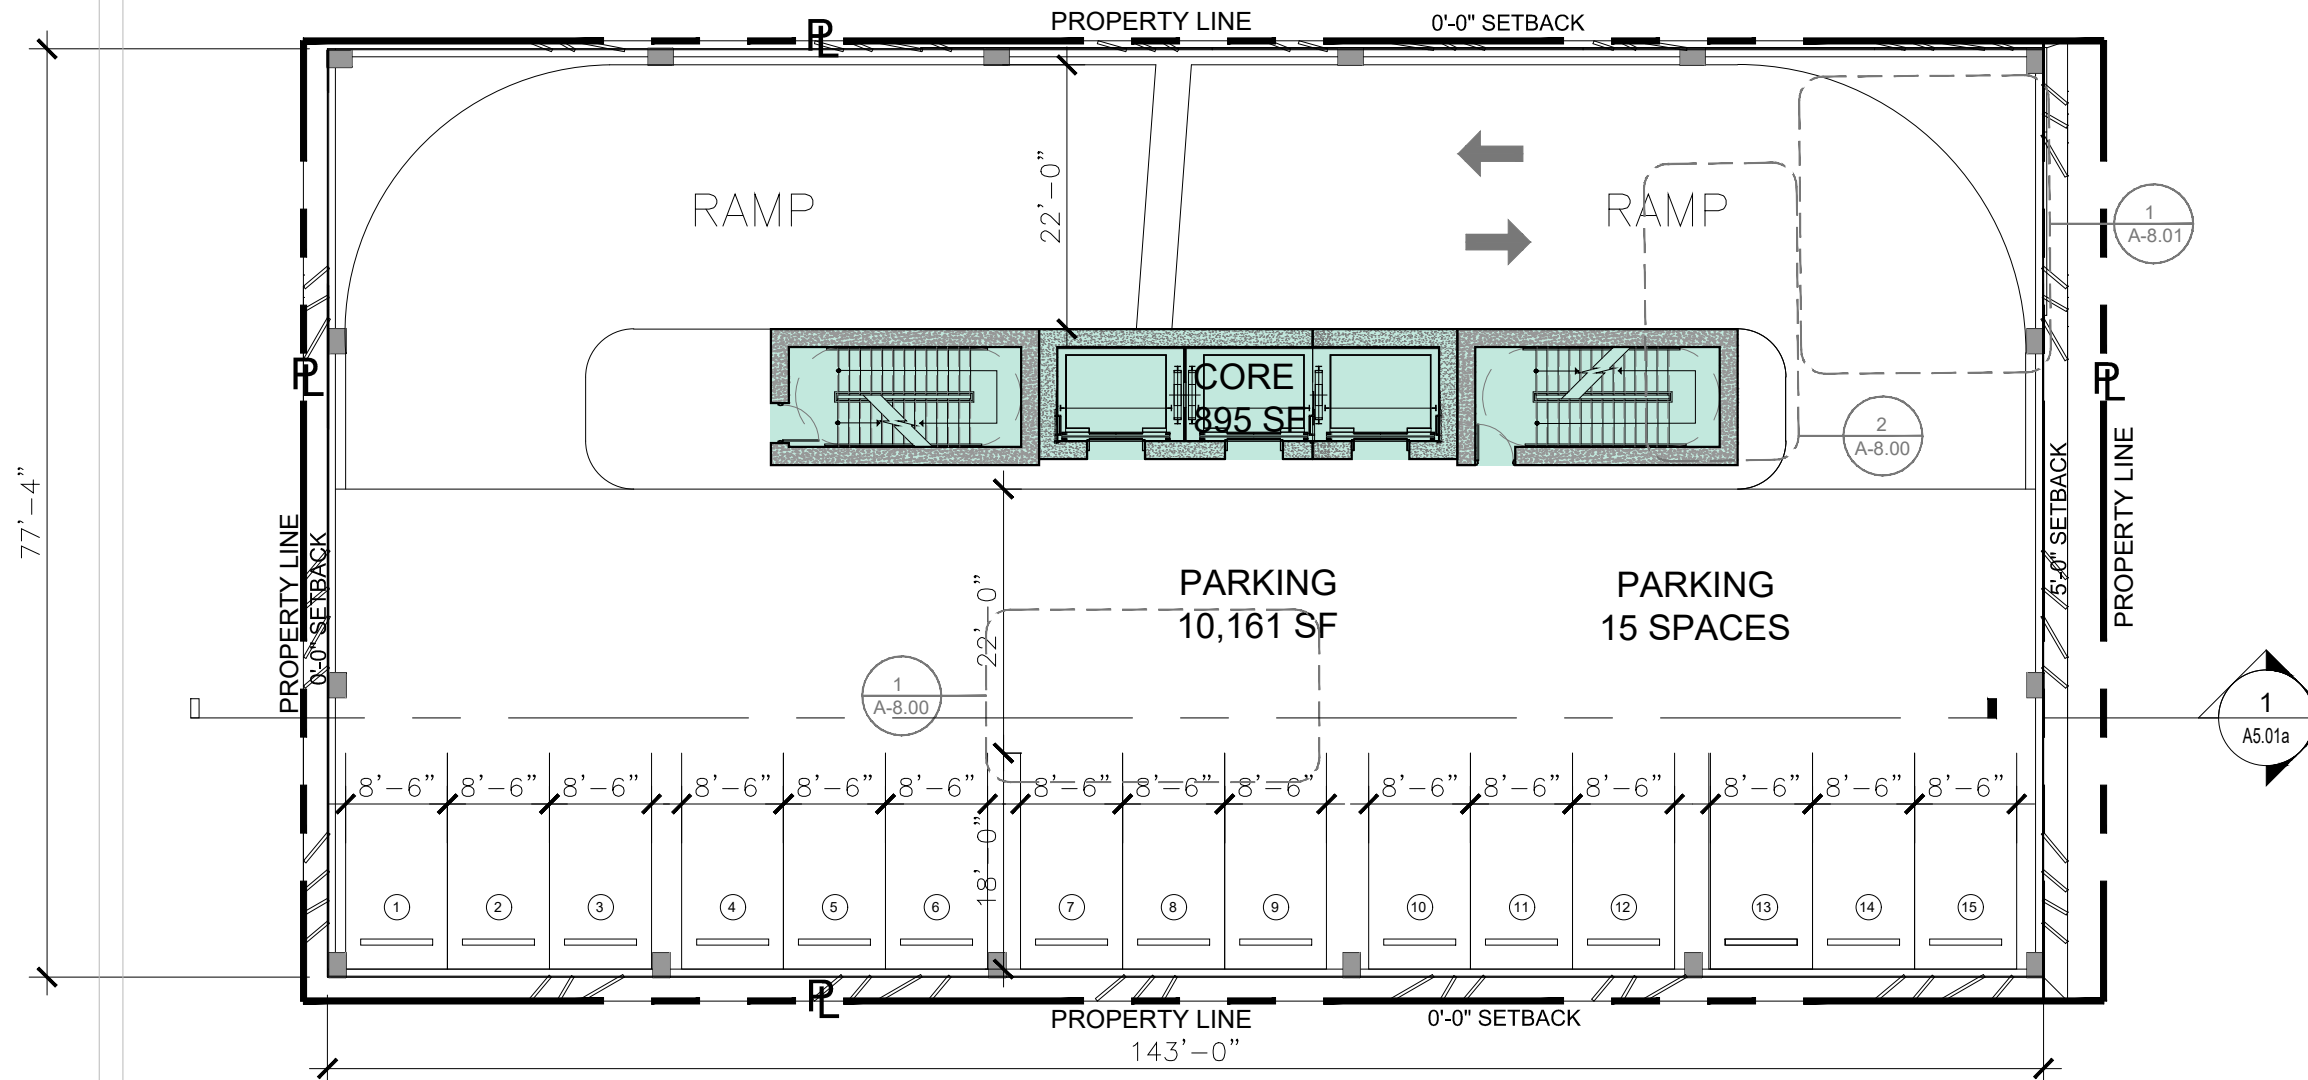 PROPERTY LINE
0'-0" SETBACK
PL
22'-0"
RAMP
RAMP
1
A-8.01
PL
CORE
895 SF
PL
2
A-8.00
77'-4"
PROPERTY LINE
0'-0" SETBACK
5'-0" SETBACK
PROPERTY LINE
22'-0"
PARKING
10,161 SF
PARKING
15 SPACES
1
A-8.00
1
A5.01a
8'-6" 8'-6" 8'-6" 8'-6" 8'-6" 8'-6" 8'-6" 8'-6" 8'-6" 8'-6" 8'-6" 8'-6" 8'-6" 8'-6" 8'-6"
18'-0"
1 2 3 4 5 6 7 8 9 10 11 12 13 14 15
PL
PROPERTY LINE
0'-0" SETBACK
143'-0"